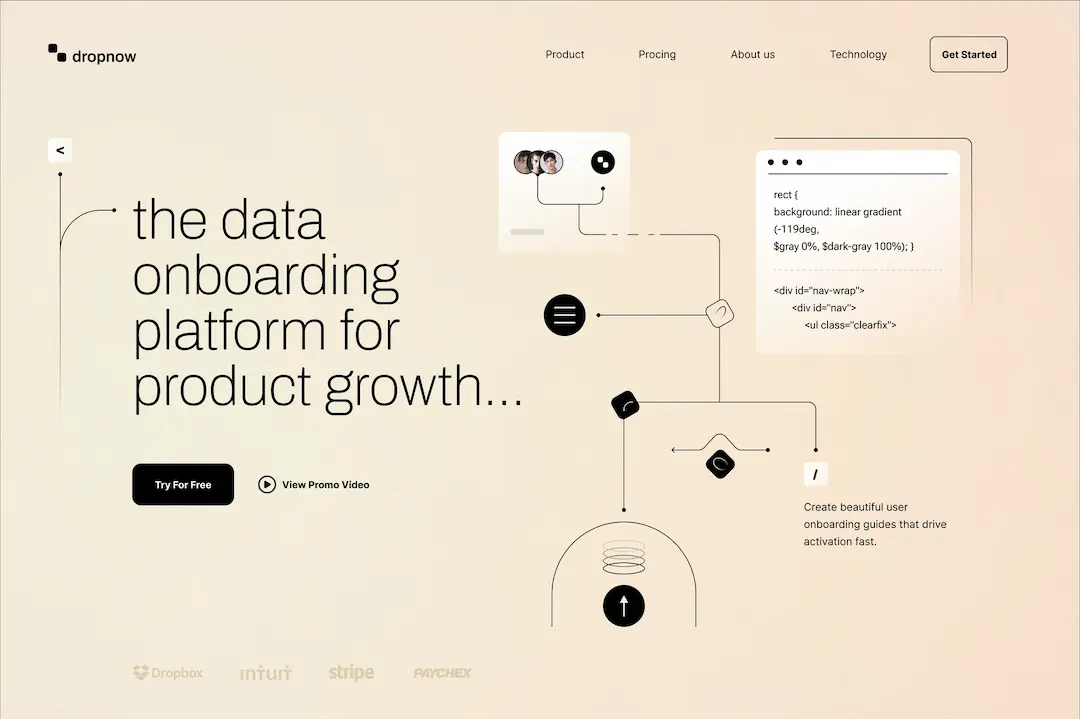 dropnow
Product
Procing
About us
Technology
Get Started
<
the data
onboarding
platform for
product growth...
Try For Free
View Promo Video
rect {
background: linear gradient
(-119deg,
$gray 0%, $dark-gray 100%); }
<div id="nav-wrap">
<div id="nav">
<ul class="clearfix">
/
Create beautiful user
onboarding guides that drive
activation fast.
Dropbox
intuit
stripe
PAYCHEX